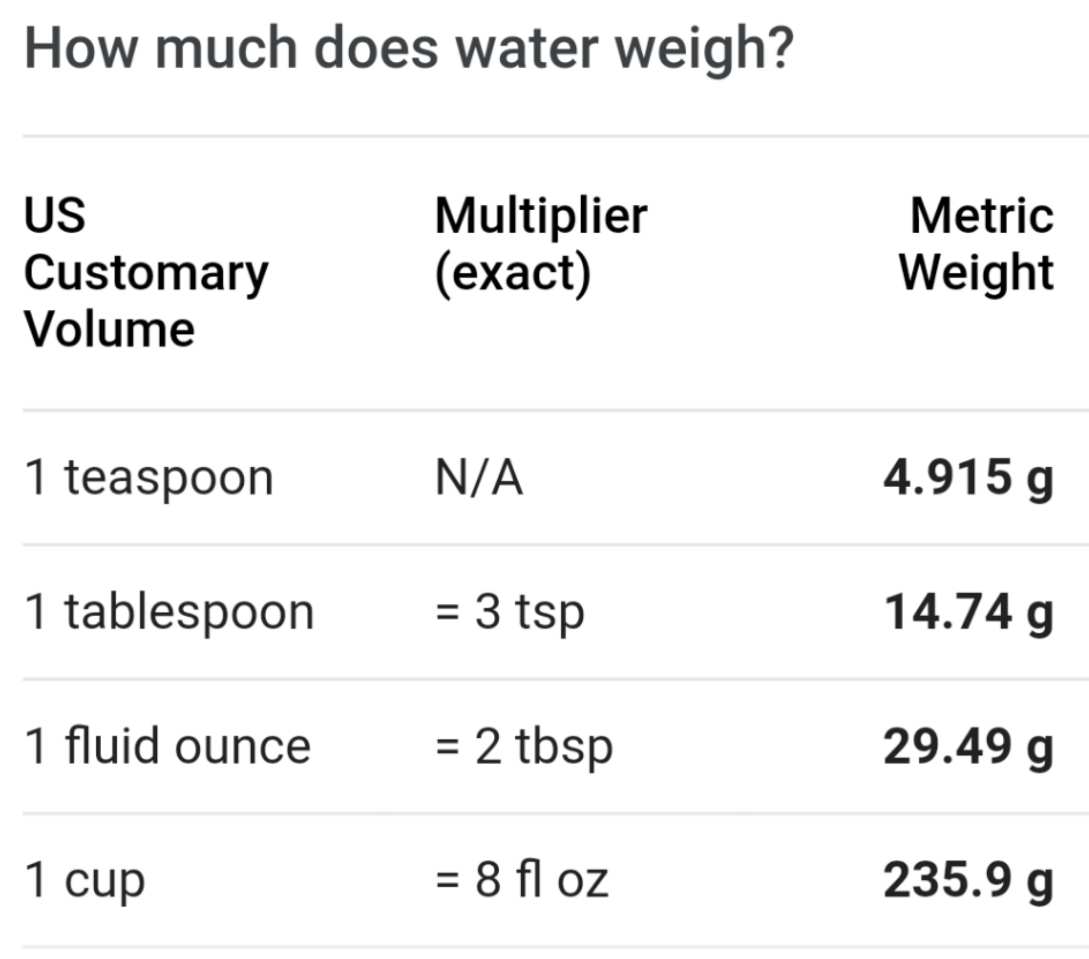 How much does water weigh?
US Customary Volume Multiplier (exact) Metric Weight
1 teaspoon N/A 4.915 g
1 tablespoon = 3 tsp 14.74 g
1 fluid ounce = 2 tbsp 29.49 g
1 cup = 8 fl oz 235.9 g